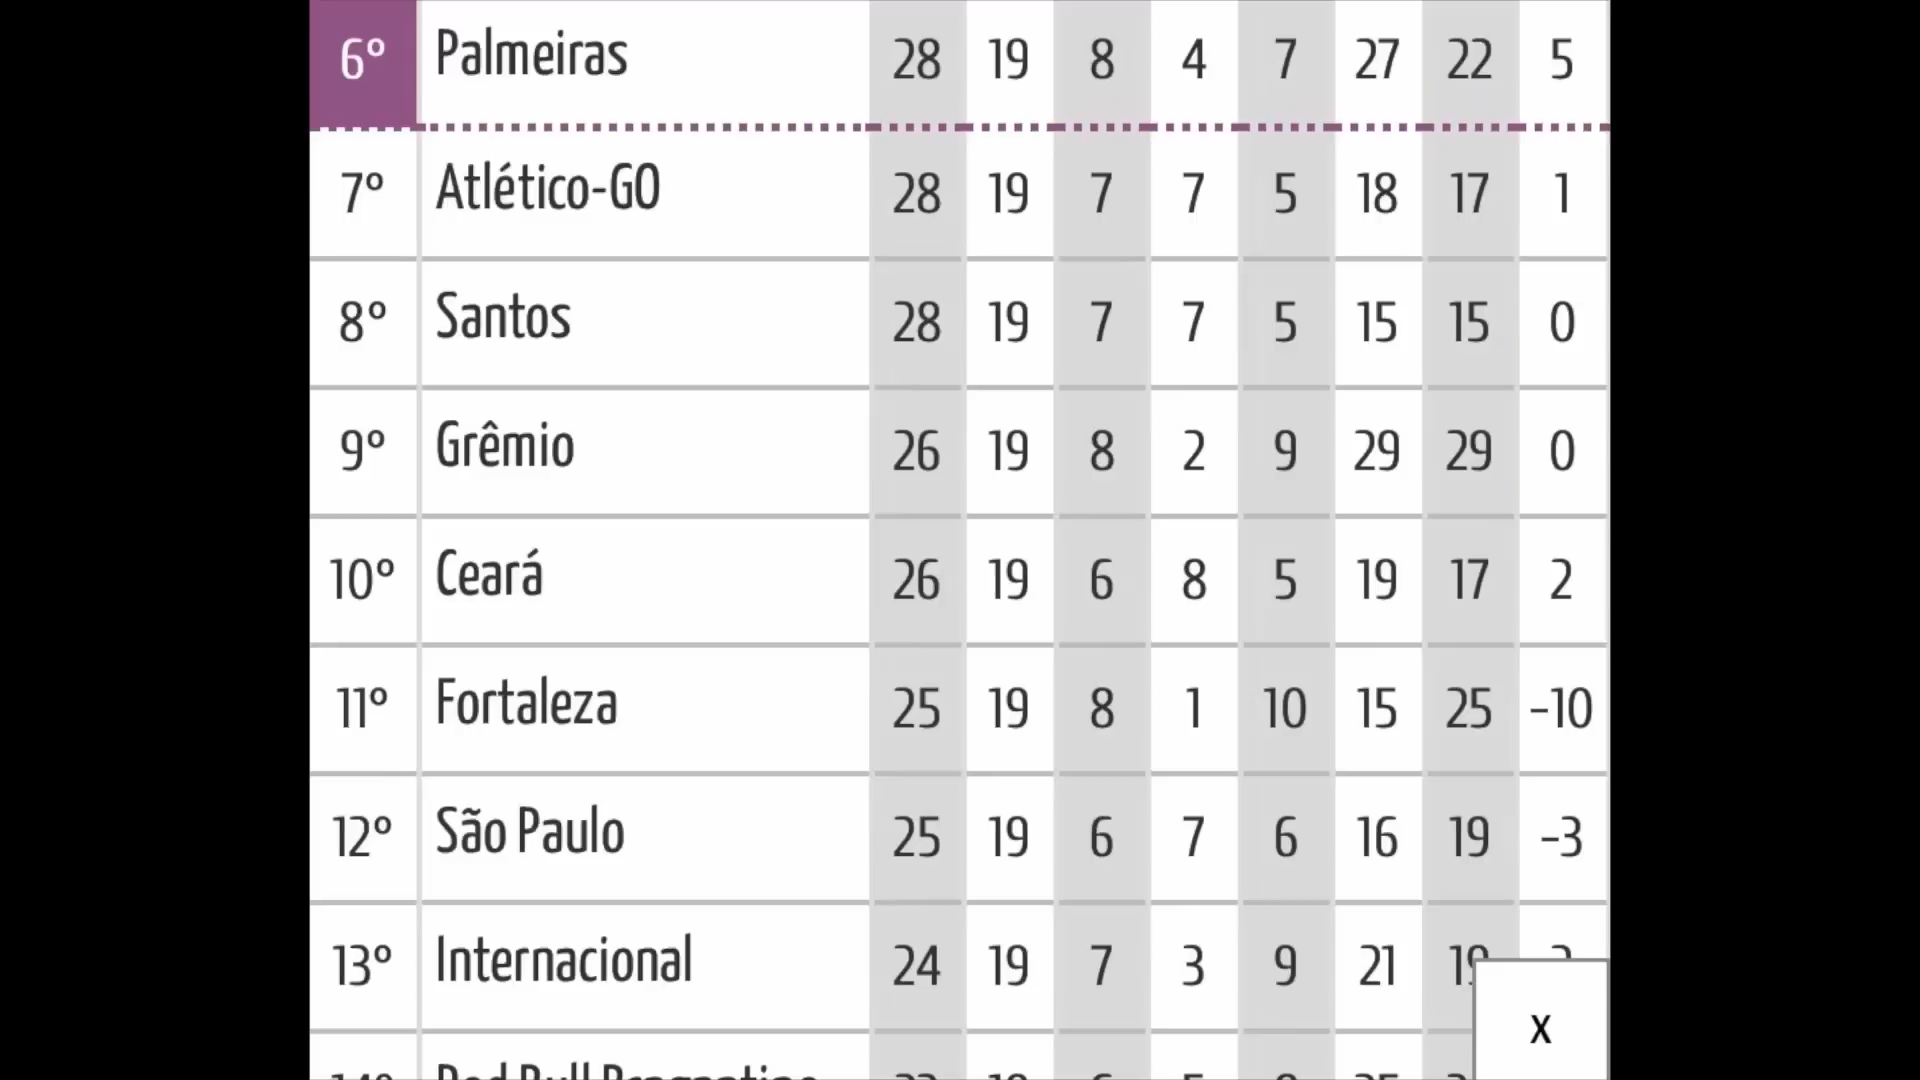 6º Palmeiras 28 19 8 4 7 27 22 5
7º Atlético-GO 28 19 7 7 5 18 17 1
8º Santos 28 19 7 7 5 15 15 0
9º Grêmio 26 19 8 2 9 29 29 0
10º Ceará 26 19 6 8 5 19 17 2
11º Fortaleza 25 19 8 1 10 15 25 -10
12º São Paulo 25 19 6 7 6 16 19 -3
13º Internacional 24 19 7 3 9 21 19
X